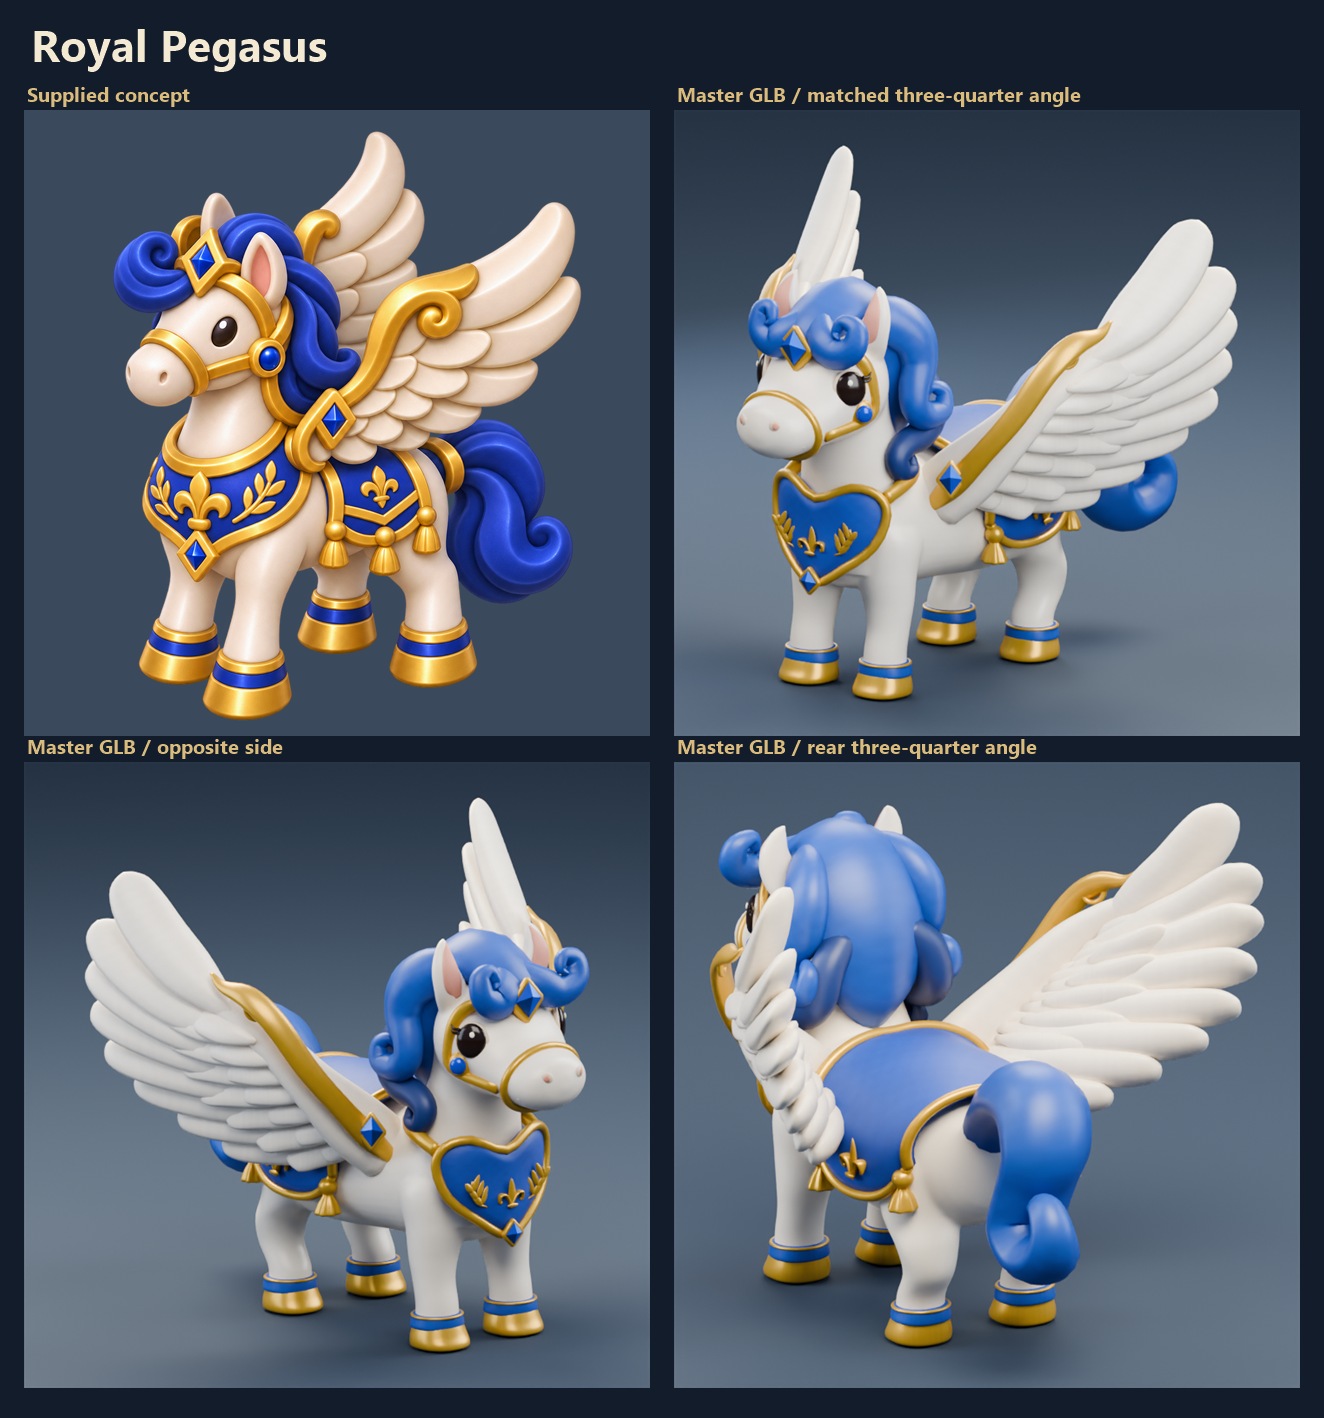 Royal Pegasus
Supplied concept
Master GLB / matched three-quarter angle
Master GLB / opposite side
Master GLB / rear three-quarter angle